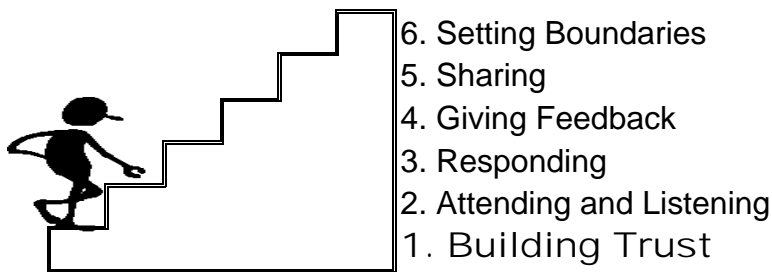 6. Setting Boundaries
5. Sharing
4. Giving Feedback
3. Responding
2. Attending and Listening
1. Building Trust